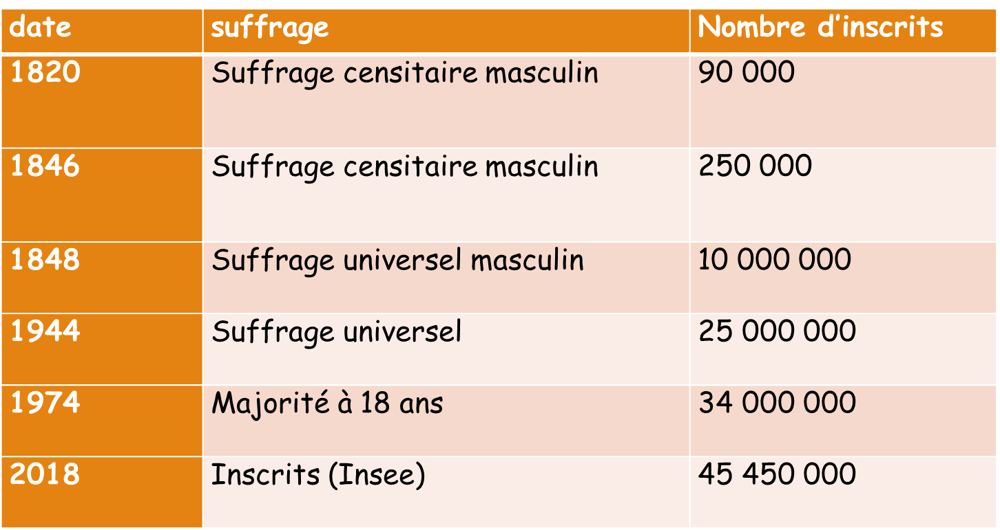 date suffrage Nombre d’inscrits
1820 Suffrage censitaire masculin 90 000
1846 Suffrage censitaire masculin 250 000
1848 Suffrage universel masculin 10 000 000
1944 Suffrage universel 25 000 000
1974 Majorité à 18 ans 34 000 000
2018 Inscrits (Insee) 45 450 000